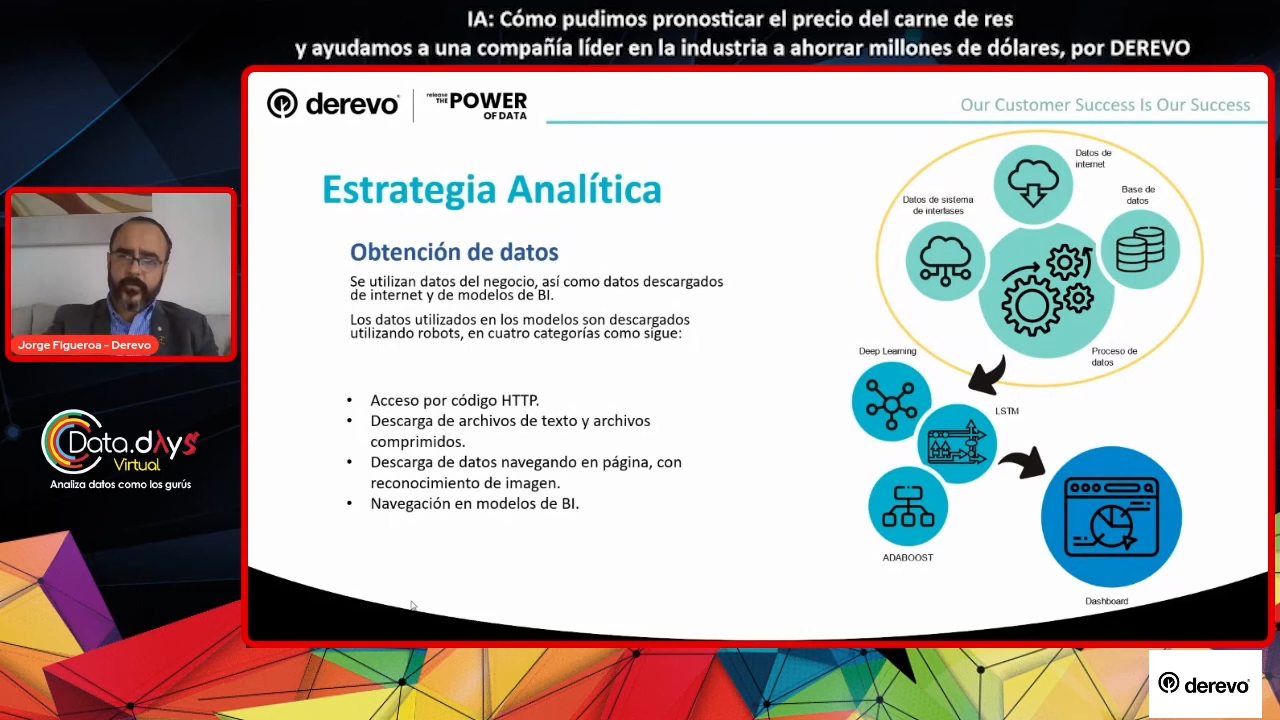 IA: Cómo pudimos pronosticar el precio del carne de res
y ayudamos a una compañía líder en la industria a ahorrar millones de dólares, por DEREVO
derevo
release
THE POWER
OF DATA
Our Customer Success Is Our Success
Estrategia Analítica
Obtención de datos
Se utilizan datos del negocio, así como datos descargados
de internet y de modelos de BI.
Los datos utilizados en los modelos son descargados
utilizando robots, en cuatro categorías como sigue:
• Acceso por código HTTP.
• Descarga de archivos de texto y archivos
comprimidos.
• Descarga de datos navegando en página, con
reconocimiento de imagen.
• Navegación en modelos de BI.
Datos de
internet
Base de
datos
Datos de sistema
de interfases
Proceso de
datos
Deep Learning
LSTM
ADABOOST
Dashboard
Jorge Figueroa - Derevo
Data.dAys
Virtual
Analiza datos como los gurús
derevo